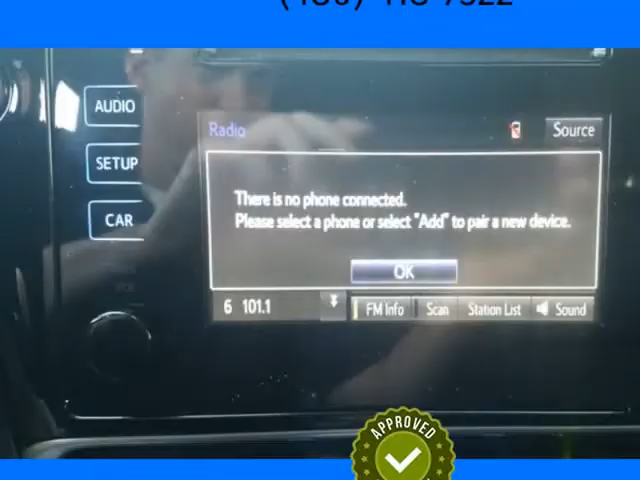 AUDIO
Radio
Source
SETUP
There is no phone connected.
Please select a phone or select "Add" to pair a new device.
CAR
OK
6 101.1
FM Info
Scan
Station List
Sound
APPROVED